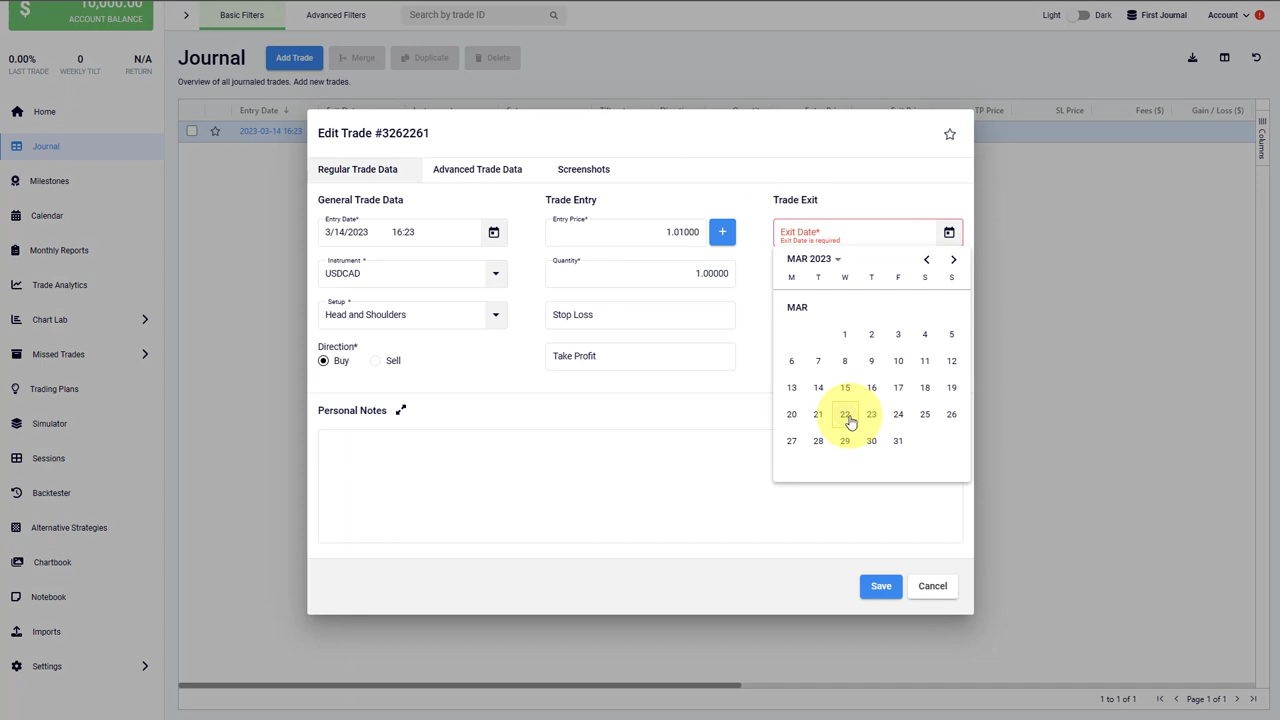 $ 10,000.00
ACCOUNT BALANCE
0.00%
LAST TRADE
0
WEEKLY TILT
N/A
RETURN
Home
Journal
Milestones
Calendar
Monthly Reports
Trade Analytics
Chart Lab
Missed Trades
Trading Plans
Simulator
Sessions
Backtester
Alternative Strategies
Chartbook
Notebook
Imports
Settings
Basic Filters
Advanced Filters
Search by trade ID
Light
Dark
First Journal
Account
Journal
Add Trade
Merge
Duplicate
Delete
Overview of all journaled trades. Add new trades.
Entry Date
TP Price
SL Price
Fees ($)
Gain / Loss ($)
Columns
2023-03-14 16:23
Edit Trade #3262261
Regular Trade Data
Advanced Trade Data
Screenshots
General Trade Data
Entry Date*
3/14/2023 16:23
Instrument *
USDCAD
Setup *
Head and Shoulders
Direction*
Buy
Sell
Trade Entry
Entry Price*
1.01000
+
Quantity*
1.00000
Stop Loss
Take Profit
Trade Exit
Exit Date*
Exit Date is required
MAR 2023
M T W T F S S
MAR
1 2 3 4 5
6 7 8 9 10 11 12
13 14 15 16 17 18 19
20 21 22 23 24 25 26
27 28 29 30 31
Personal Notes
Save
Cancel
1 to 1 of 1
Page 1 of 1